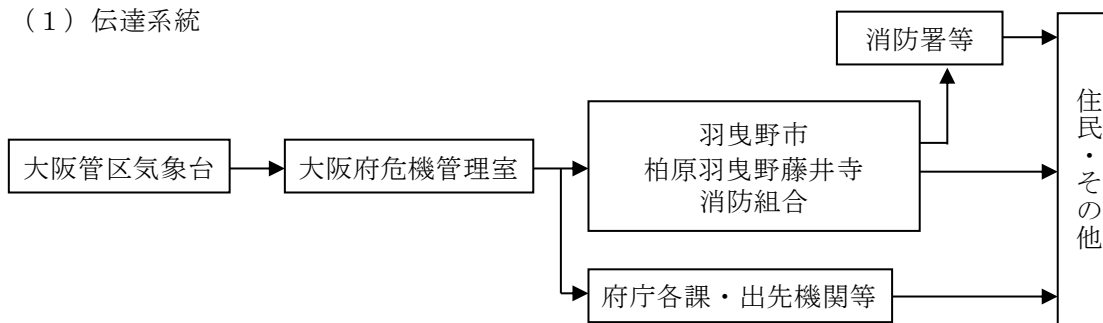 （１）伝達系統
消防署等
大阪管区気象台
大阪府危機管理室
羽曳野市
柏原羽曳野藤井寺
消防組合
府庁各課・出先機関等
住民・その他